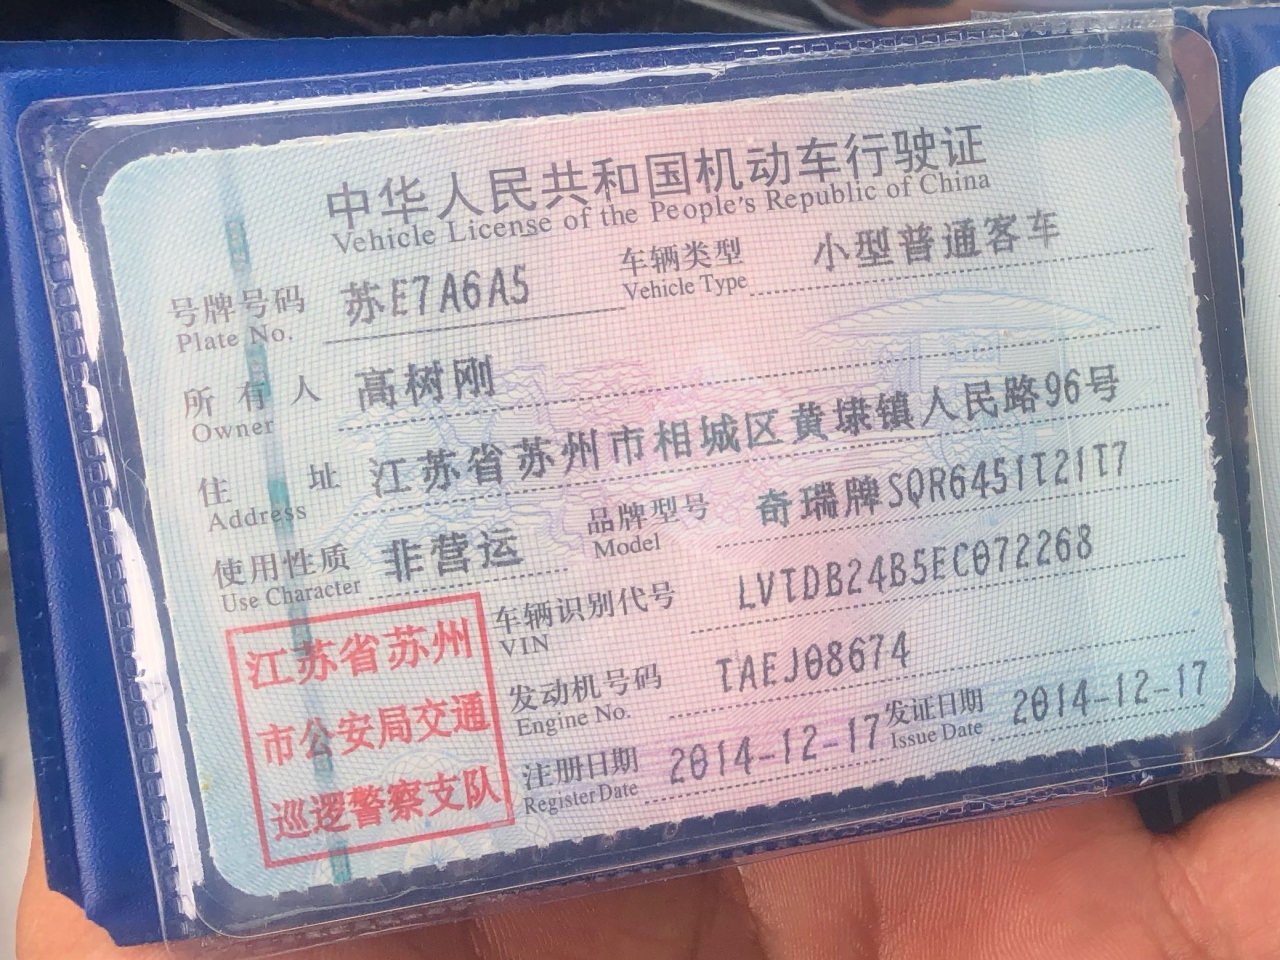 中华人民共和国机动车行驶证
Vehicle License of the People's Republic of China
号牌号码 苏E7A6A5 车辆类型 小型普通客车
Plate No. Vehicle Type
所有人 高树刚
Owner
住址 江苏省苏州市相城区黄埭镇人民路96号
Address
使用性质 非营运 品牌型号 奇瑞牌SQR6451T21T7
Use Character Model
车辆识别代号 LVTDB24B5EC072268
VIN
发动机号码 TAEJ08674
Engine No.
注册日期 2014-12-17 发证日期 2014-12-17
Register Date Issue Date
江苏省苏州
市公安局交通
巡逻警察支队